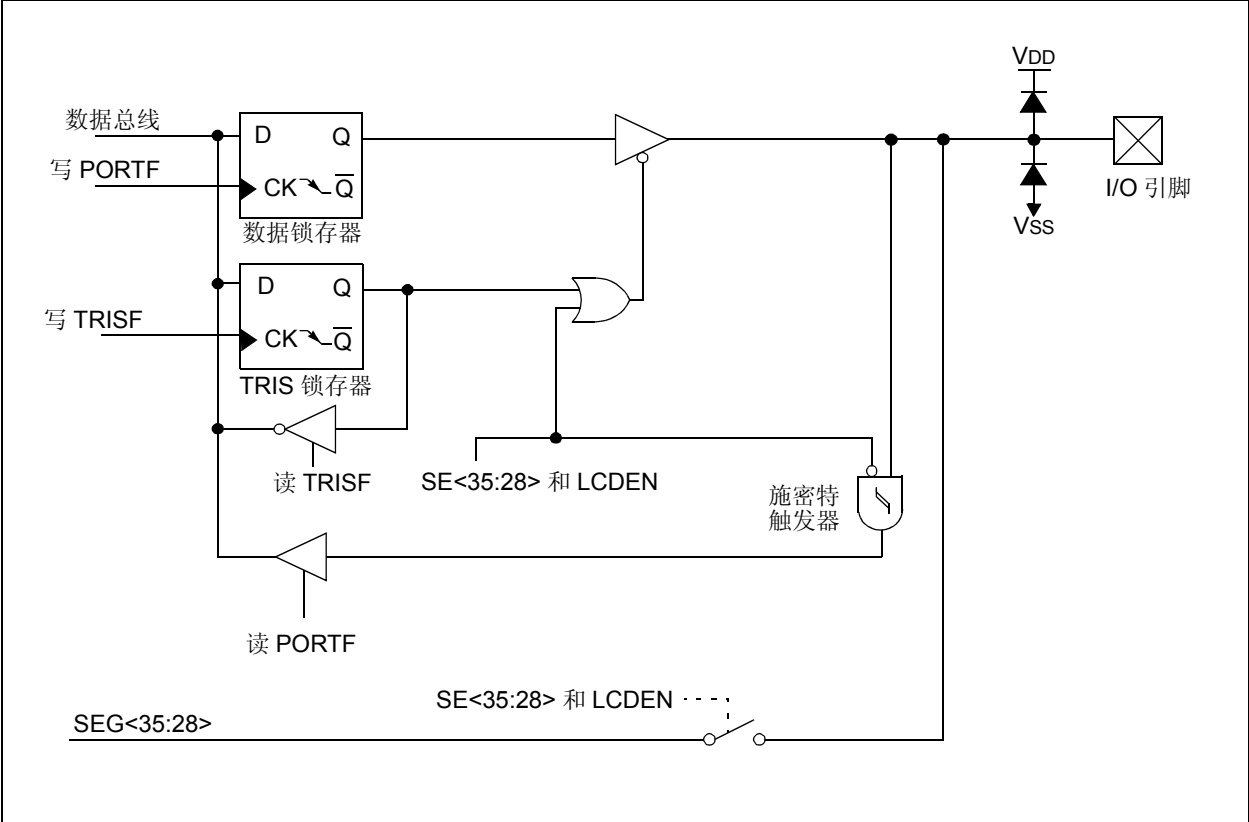 VDD
数据总线
D
Q
写 PORTF
CK
Q̅
I/O 引脚
数据锁存器
VSS
D
Q
写 TRISF
CK
Q̅
TRIS 锁存器
读 TRISF
SE<35:28> 和 LCDEN
施密特
触发器
读 PORTF
SE<35:28> 和 LCDEN
SEG<35:28>